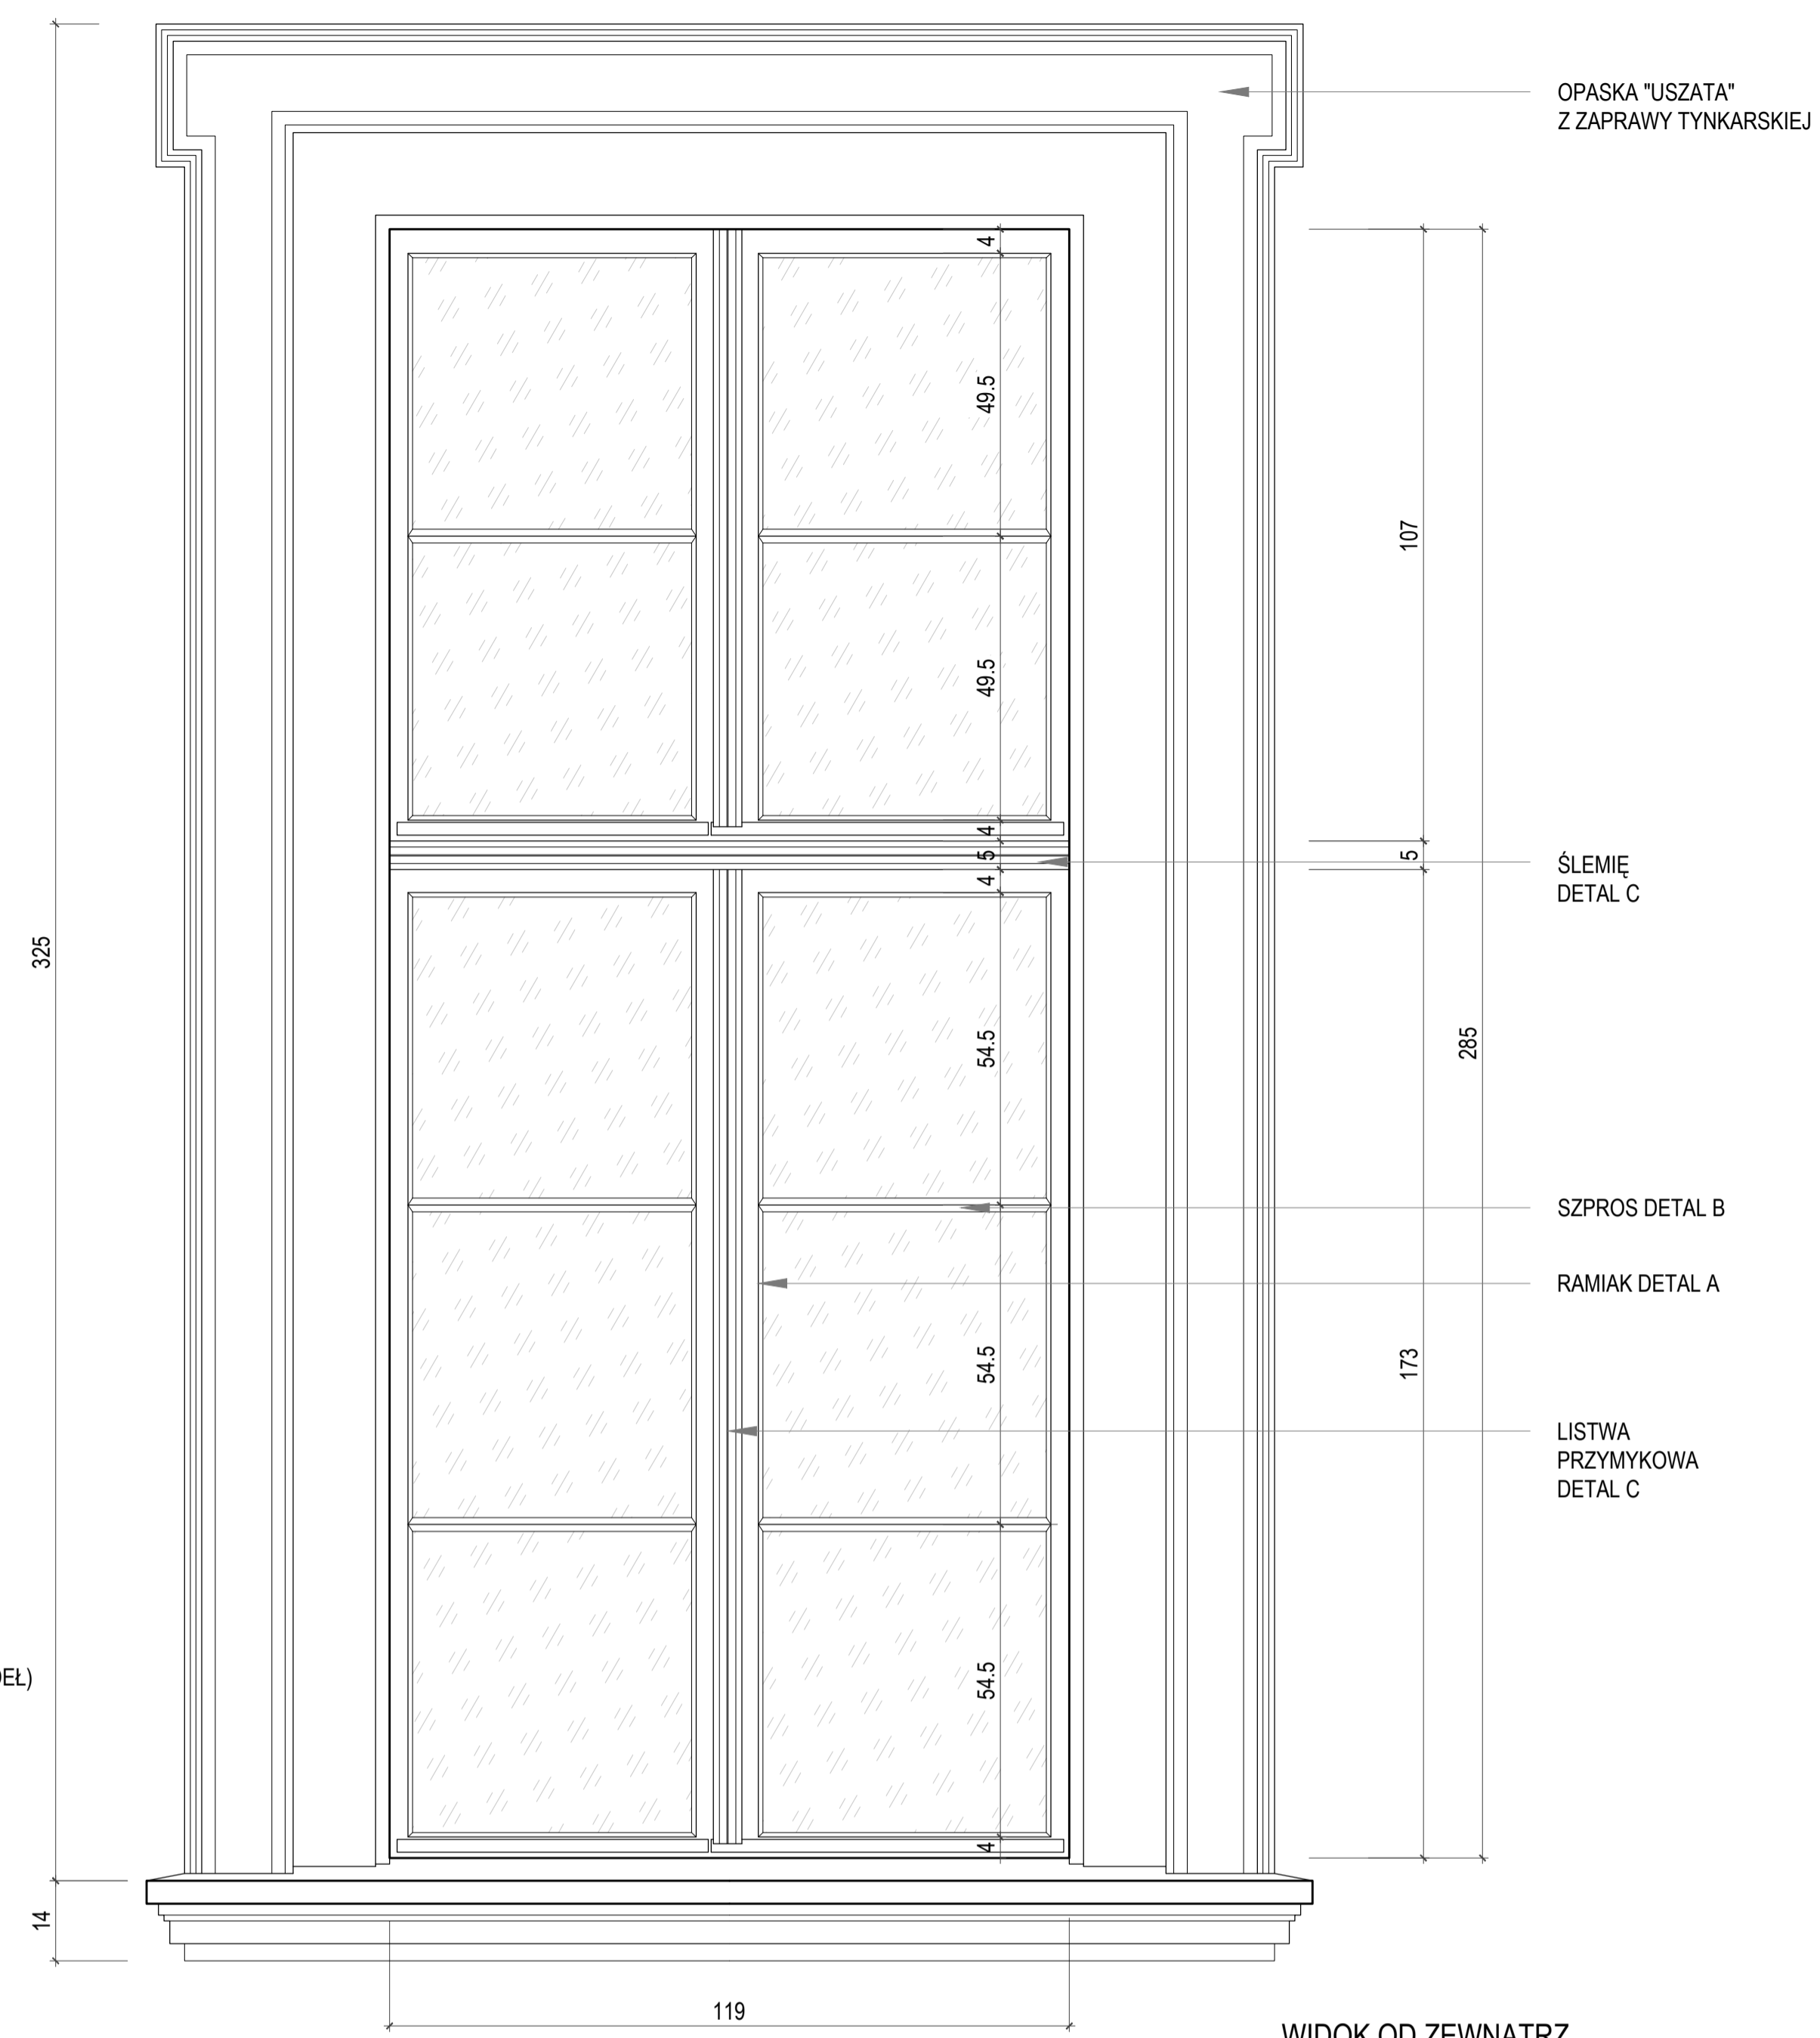 OPASKA "USZATA"
Z ZAPRAWY TYNKARSKIEJ
4
49.5
107
49.5
4
5
5
4
ŚLEMIĘ
DETAL C
325
285
54.5
SZPROS DETAL B
RAMIAK DETAL A
54.5
173
LISTWA
PRZYMYKOWA
DETAL C
54.5
4
14
119